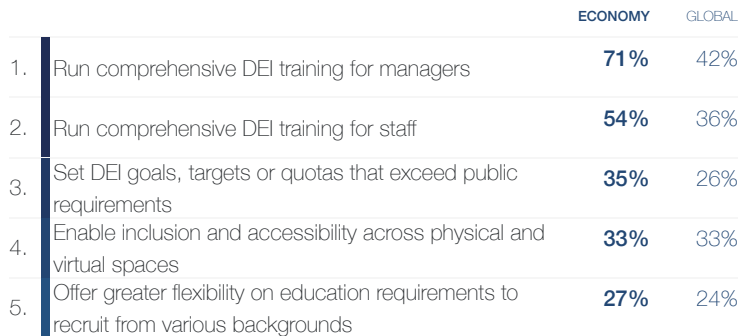 ECONOMY GLOBAL
1. Run comprehensive DEI training for managers 71% 42%
2. Run comprehensive DEI training for staff 54% 36%
3. Set DEI goals, targets or quotas that exceed public
requirements 35% 26%
4. Enable inclusion and accessibility across physical and
virtual spaces 33% 33%
5. Offer greater flexibility on education requirements to
recruit from various backgrounds 27% 24%